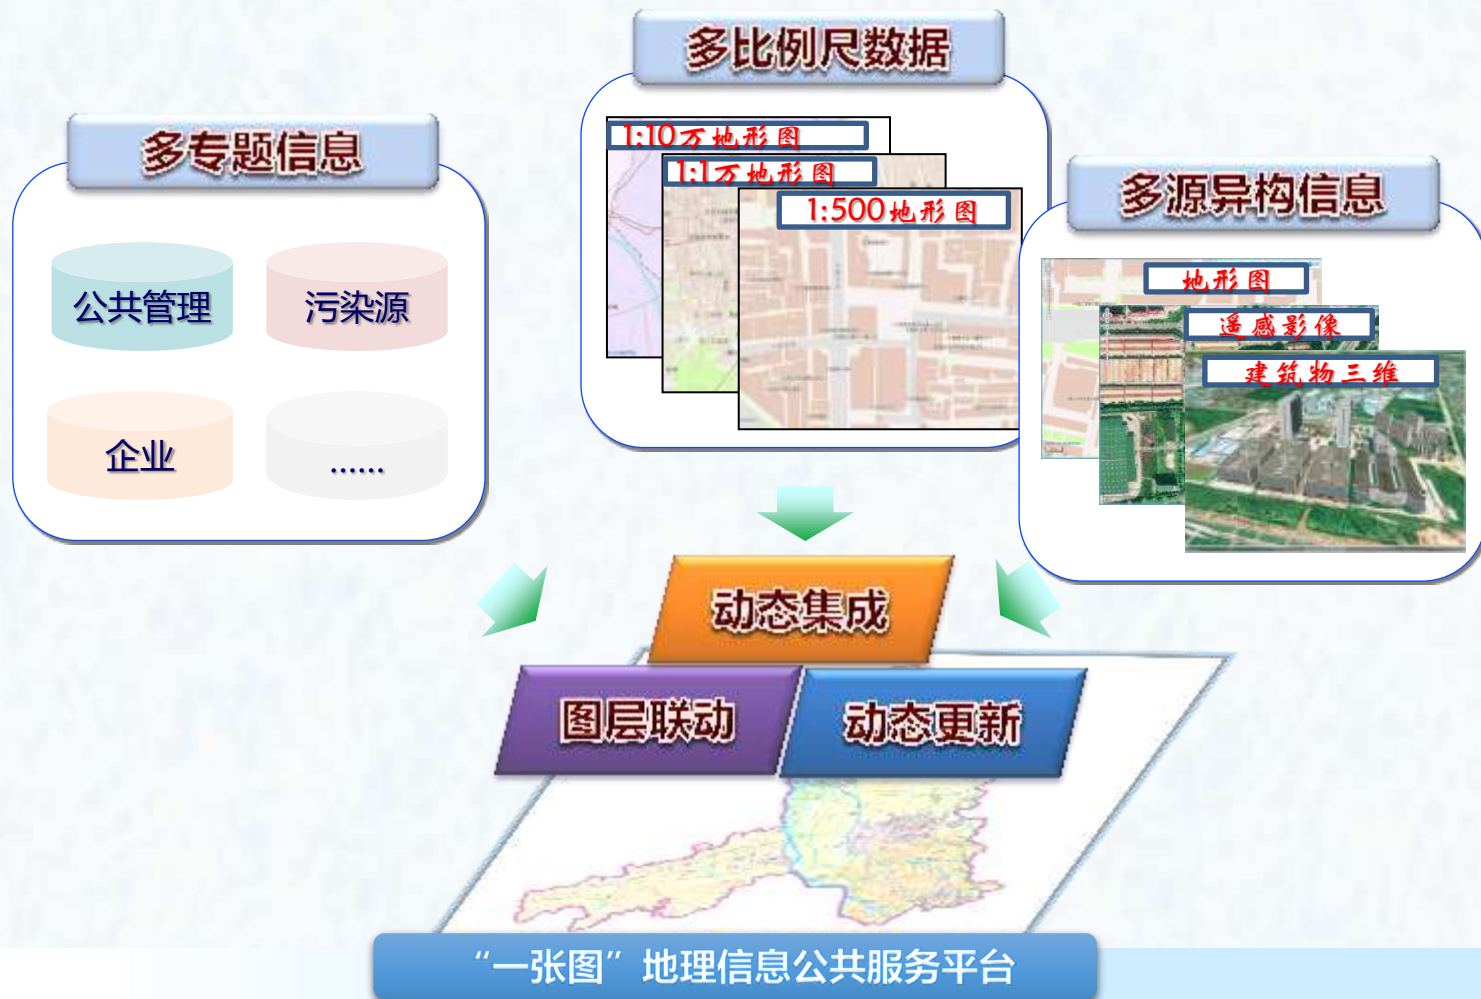 多比例尺数据
1:10万地形图
1:1万地形图
1:500地形图
多专题信息
公共管理
污染源
企业
......
多源异构信息
地形图
遥感影像
建筑物三维
动态集成
图层联动
动态更新
“一张图”地理信息公共服务平台